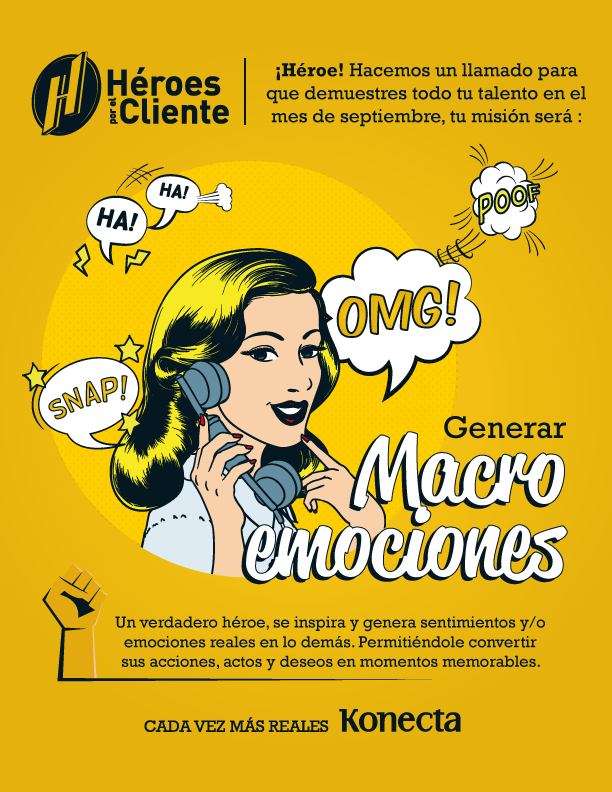 H
Héroes
por el
Cliente
¡Héroe! Hacemos un llamado para
que demuestres todo tu talento en el
mes de septiembre, tu misión será :
HA!
HA!
POOF
OMG!
SNAP!
Generar
Macro
emociones
Un verdadero héroe, se inspira y genera sentimientos y/o
emociones reales en lo demás. Permitiéndole convertir
sus acciones, actos y deseos en momentos memorables.
CADA VEZ MÁS REALES Konecta